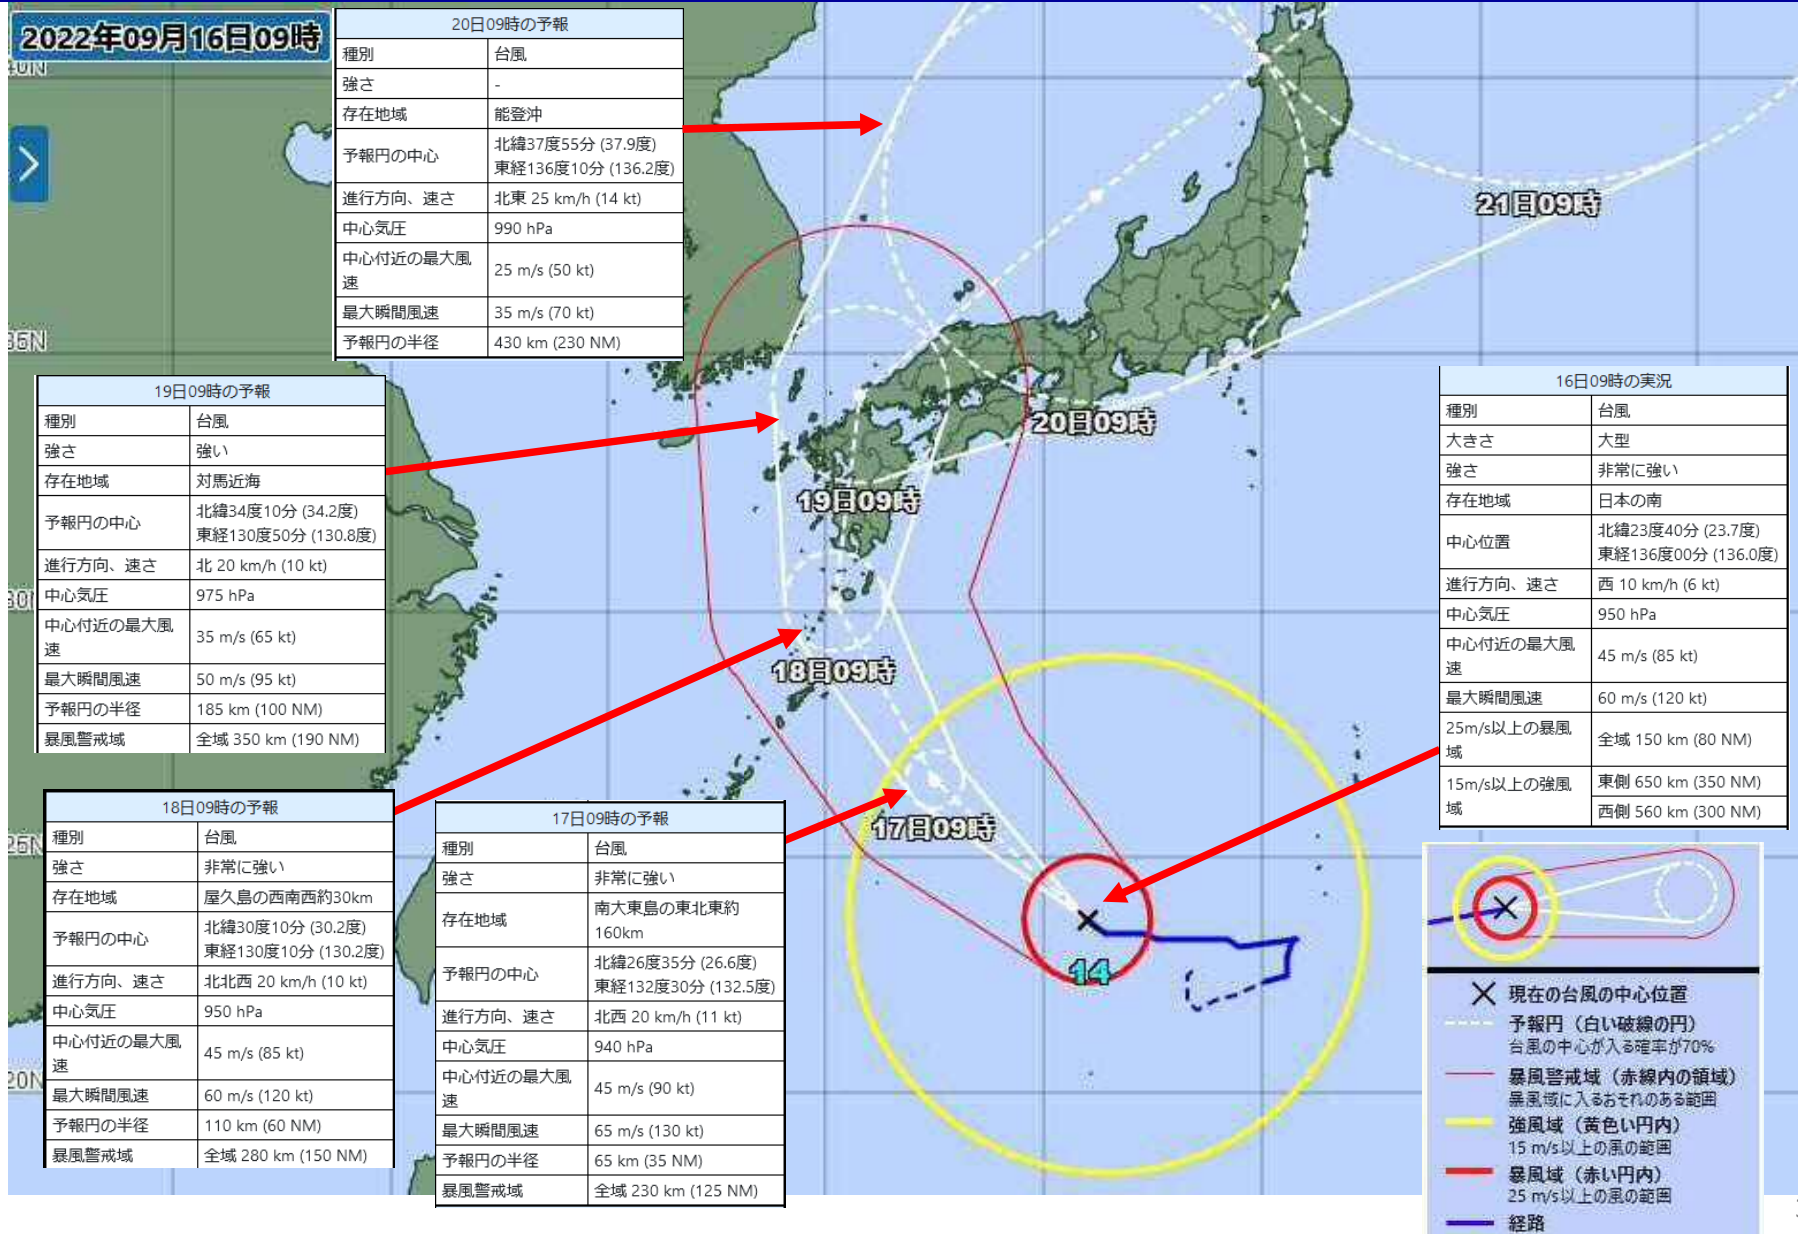 2022年09月16日09時
40N
35N
30N
25N
20N
20日09時の予報
種別 台風
強さ -
存在地域 能登沖
予報円の中心 北緯37度55分 (37.9度)
東経136度10分 (136.2度)
進行方向、速さ 北東 25 km/h (14 kt)
中心気圧 990 hPa
中心付近の最大風
速 25 m/s (50 kt)
最大瞬間風速 35 m/s (70 kt)
予報円の半径 430 km (230 NM)
19日09時の予報
種別 台風
強さ 強い
存在地域 対馬近海
予報円の中心 北緯34度10分 (34.2度)
東経130度50分 (130.8度)
進行方向、速さ 北 20 km/h (10 kt)
中心気圧 975 hPa
中心付近の最大風
速 35 m/s (65 kt)
最大瞬間風速 50 m/s (95 kt)
予報円の半径 185 km (100 NM)
暴風警戒域 全域 350 km (190 NM)
18日09時の予報
種別 台風
強さ 非常に強い
存在地域 屋久島の西南西約30km
予報円の中心 北緯30度10分 (30.2度)
東経130度10分 (130.2度)
進行方向、速さ 北北西 20 km/h (10 kt)
中心気圧 950 hPa
中心付近の最大風
速 45 m/s (85 kt)
最大瞬間風速 60 m/s (120 kt)
予報円の半径 110 km (60 NM)
暴風警戒域 全域 280 km (150 NM)
17日09時の予報
種別 台風
強さ 非常に強い
存在地域 南大東島の東北東約
160km
予報円の中心 北緯26度35分 (26.6度)
東経132度30分 (132.5度)
進行方向、速さ 北西 20 km/h (11 kt)
中心気圧 940 hPa
中心付近の最大風
速 45 m/s (90 kt)
最大瞬間風速 65 m/s (130 kt)
予報円の半径 65 km (35 NM)
暴風警戒域 全域 230 km (125 NM)
16日09時の実況
種別 台風
大きさ 大型
強さ 非常に強い
存在地域 日本の南
中心位置 北緯23度40分 (23.7度)
東経136度00分 (136.0度)
進行方向、速さ 西 10 km/h (6 kt)
中心気圧 950 hPa
中心付近の最大風
速 45 m/s (85 kt)
最大瞬間風速 60 m/s (120 kt)
25m/s以上の暴風
域 全域 150 km (80 NM)
15m/s以上の強風
域 東側 650 km (350 NM)
西側 560 km (300 NM)
21日09時
20日09時
19日09時
18日09時
17日09時
14
現在の台風の中心位置
予報円（白い破線の円）
台風の中心が入る確率が70%
暴風警戒域（赤線内の領域）
暴風域に入るおそれのある範囲
強風域（黄色い円内）
15 m/s以上の風の範囲
暴風域（赤い円内）
25 m/s以上の風の範囲
経路